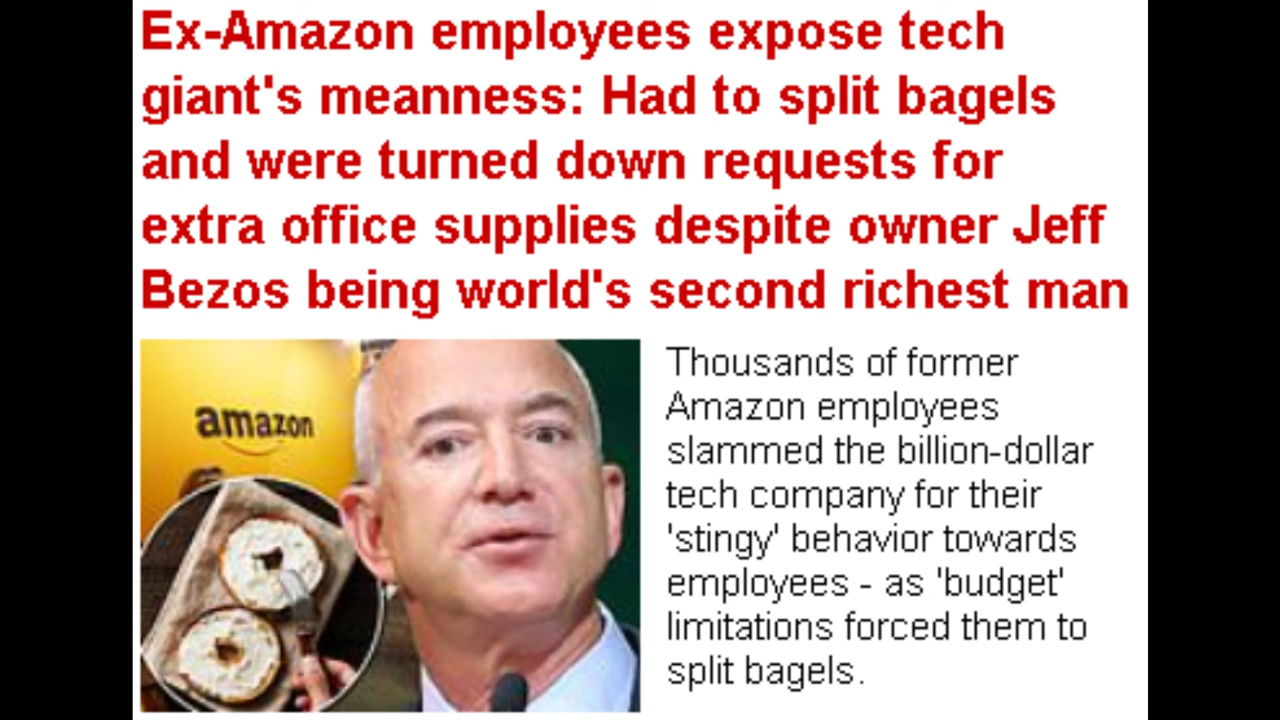 Ex-Amazon employees expose tech
giant's meanness: Had to split bagels
and were turned down requests for
extra office supplies despite owner Jeff
Bezos being world's second richest man
amazon
Thousands of former
Amazon employees
slammed the billion-dollar
tech company for their
'stingy' behavior towards
employees - as 'budget'
limitations forced them to
split bagels.